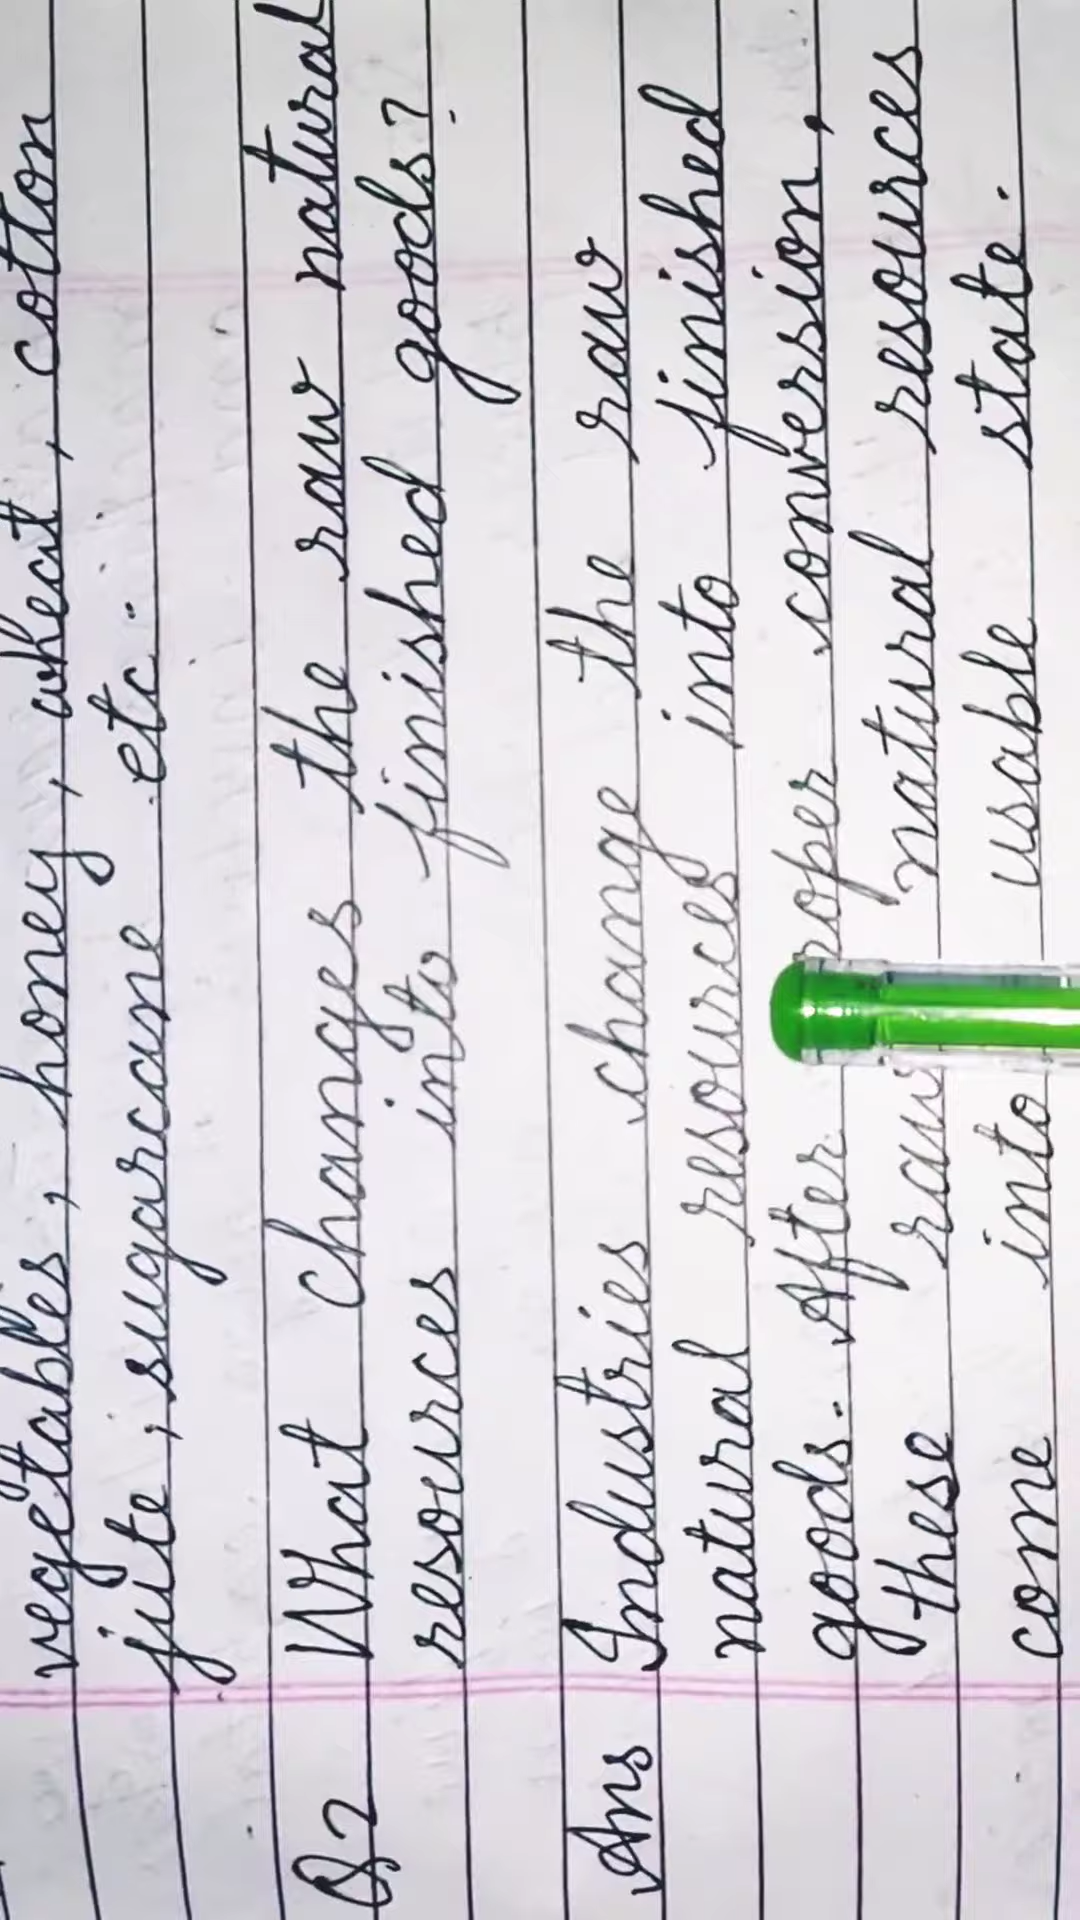 vegetables, honey, wheat, cotton
jute, sugarcane etc.
Q2 What changes the raw natural
resources into finished goods?
Ans Industries change the raw
natural resources into finished
goods. After roper conversion,
these raw natural resources
come into usable state.